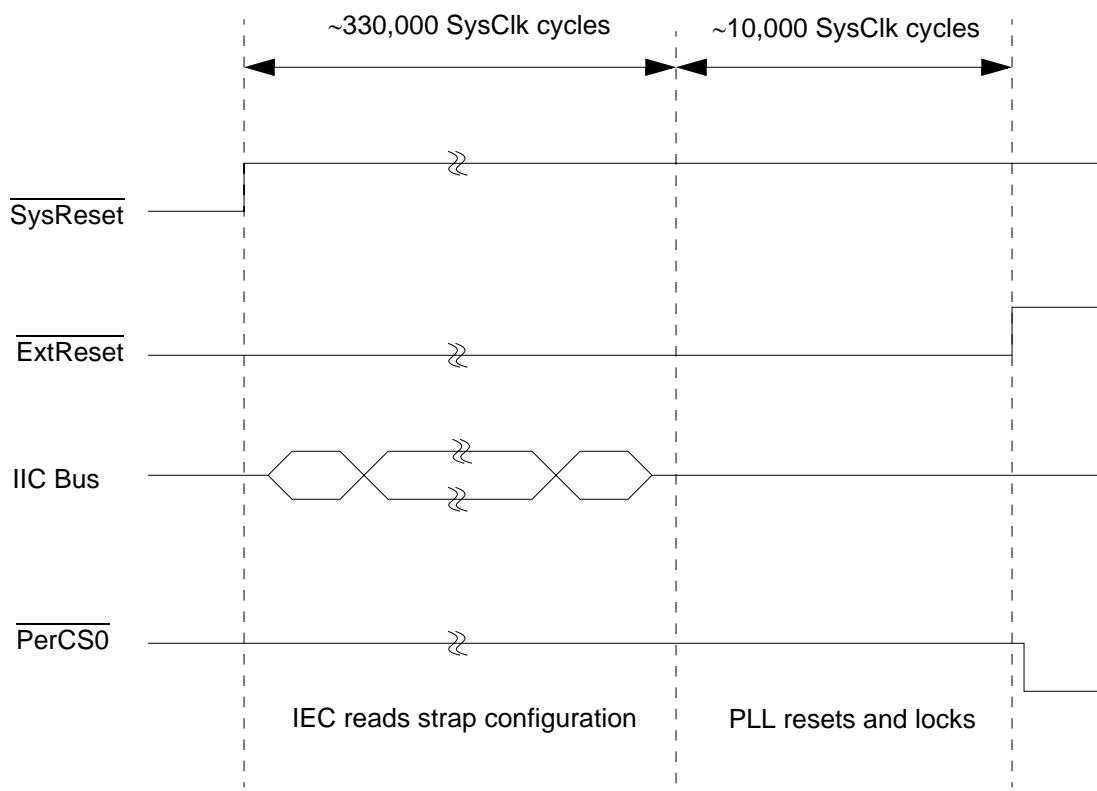 ~330,000 SysClk cycles
~10,000 SysClk cycles
SysReset
ExtReset
IIC Bus
PerCS0
IEC reads strap configuration
PLL resets and locks